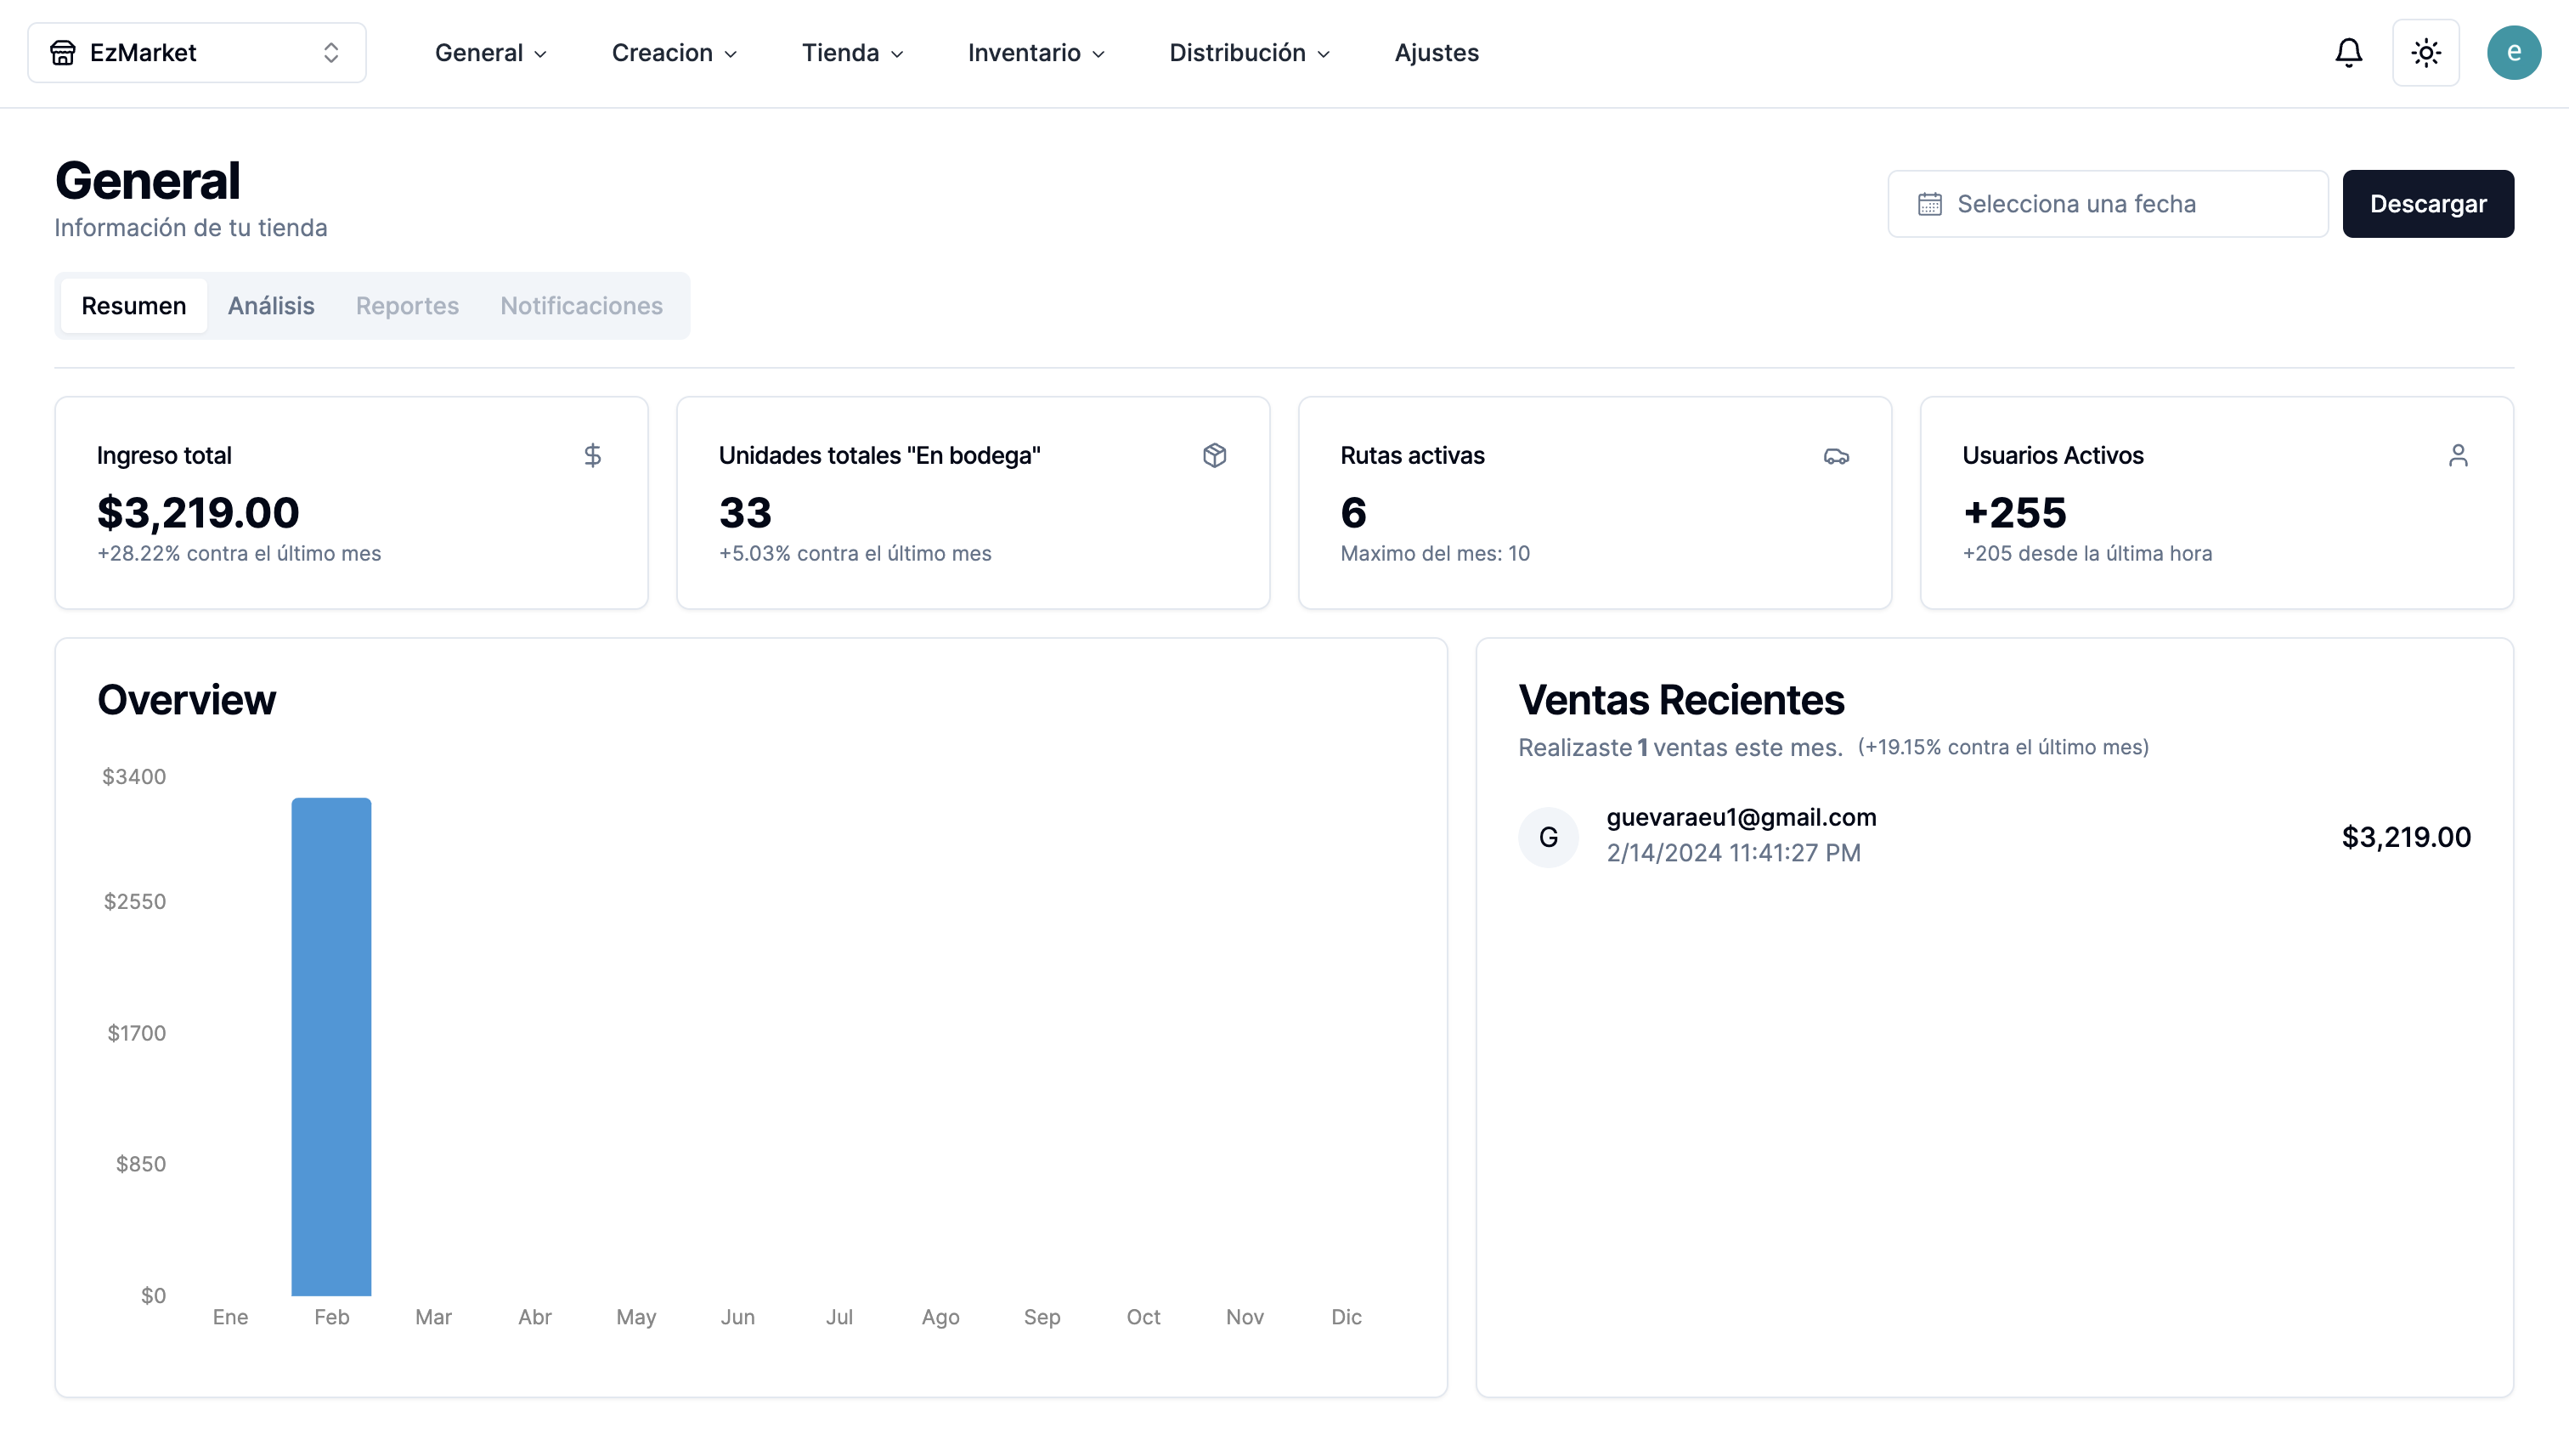 EzMarket
General
Creacion
Tienda
Inventario
Distribución
Ajustes
e
General
Información de tu tienda
Selecciona una fecha
Descargar
Resumen
Análisis
Reportes
Notificaciones
Ingreso total
$3,219.00
+28.22% contra el último mes
Unidades totales "En bodega"
33
+5.03% contra el último mes
Rutas activas
6
Maximo del mes: 10
Usuarios Activos
+255
+205 desde la última hora
Overview
$3400
$2550
$1700
$850
$0
Ene Feb Mar Abr May Jun Jul Ago Sep Oct Nov Dic
Ventas Recientes
Realizaste 1 ventas este mes. (+19.15% contra el último mes)
G
guevaraeu1@gmail.com
2/14/2024 11:41:27 PM
$3,219.00